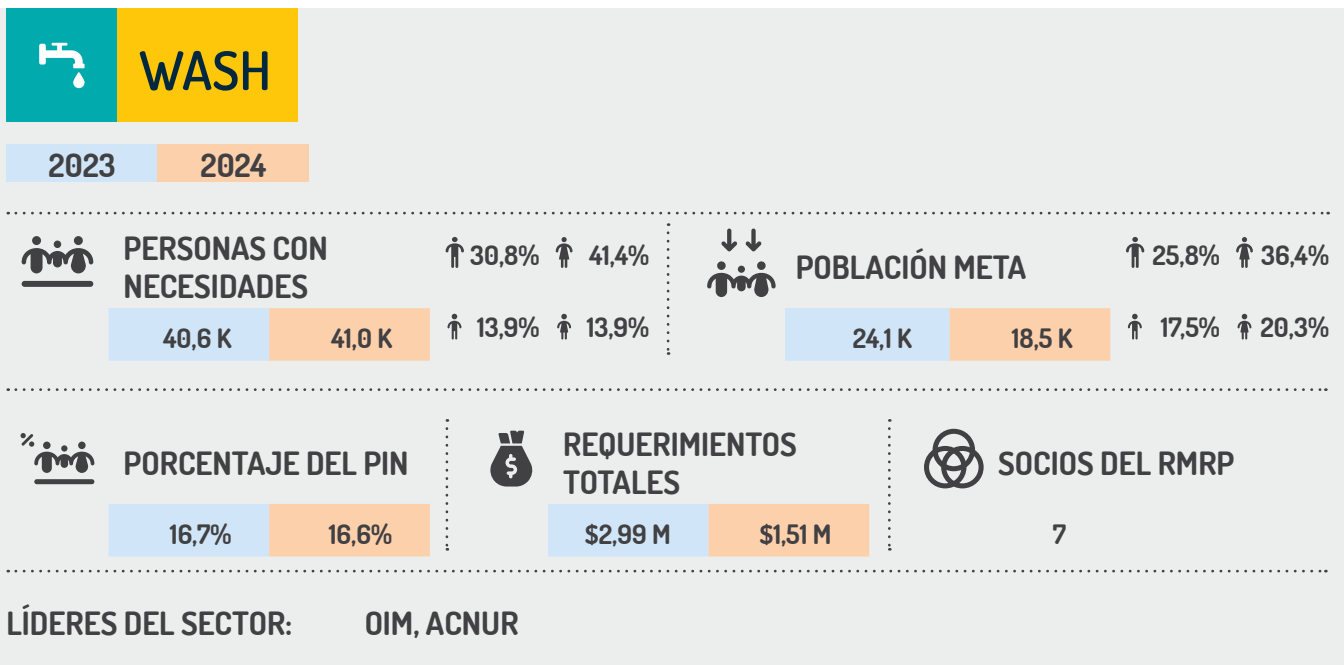 WASH
2023 2024
PERSONAS CON
NECESIDADES
40,6 K 41,0 K
30,8% 41,4%
13,9% 13,9%
POBLACIÓN META
24,1 K 18,5 K
25,8% 36,4%
17,5% 20,3%
% PORCENTAJE DEL PIN
16,7% 16,6%
$ REQUERIMIENTOS
TOTALES
$2,99 M $1,51 M
SOCIOS DEL RMRP
7
LÍDERES DEL SECTOR: OIM, ACNUR